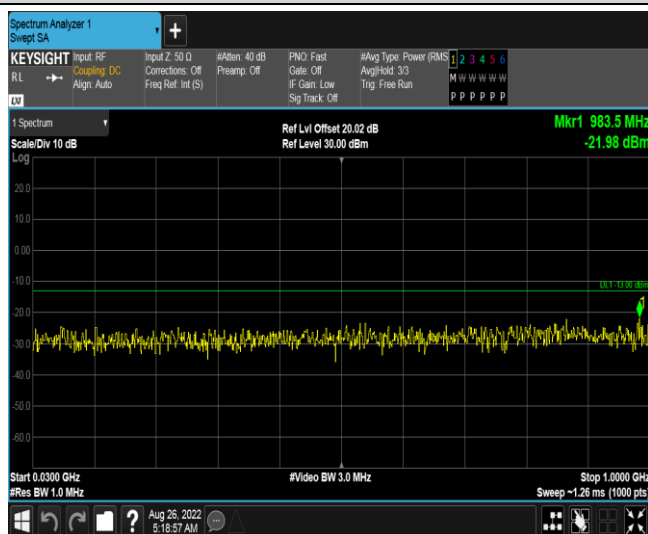 Spectrum Analyzer 1
Swept SA
KEYSIGHT
RL
LXI
Input: RF
Coupling: DC
Align: Auto
Input Z: 50 Ω
Corrections: Off
Freq Ref: Int (S)
#Atten: 40 dB
Preamp: Off
PNO: Fast
Gate: Off
IF Gain: Low
Sig Track: Off
#Avg Type: Power (RMS
Avg|Hold: 3/3
Trig: Free Run
1 2 3 4 5 6
M W W W W W
P P P P P P
1 Spectrum
Scale/Div 10 dB
Log
Ref Lvl Offset 20.02 dB
Ref Level 30.00 dBm
Mkr1 983.5 MHz
-21.98 dBm
20.0
10.0
0.00
-10.0
DL1 -13.00 dBm
1
-20.0
-30.0
-40.0
-50.0
-60.0
Start 0.0300 GHz
#Res BW 1.0 MHz
#Video BW 3.0 MHz
Stop 1.0000 GHz
Sweep ~1.26 ms (1000 pts)
?
Aug 26, 2022
5:18:57 AM